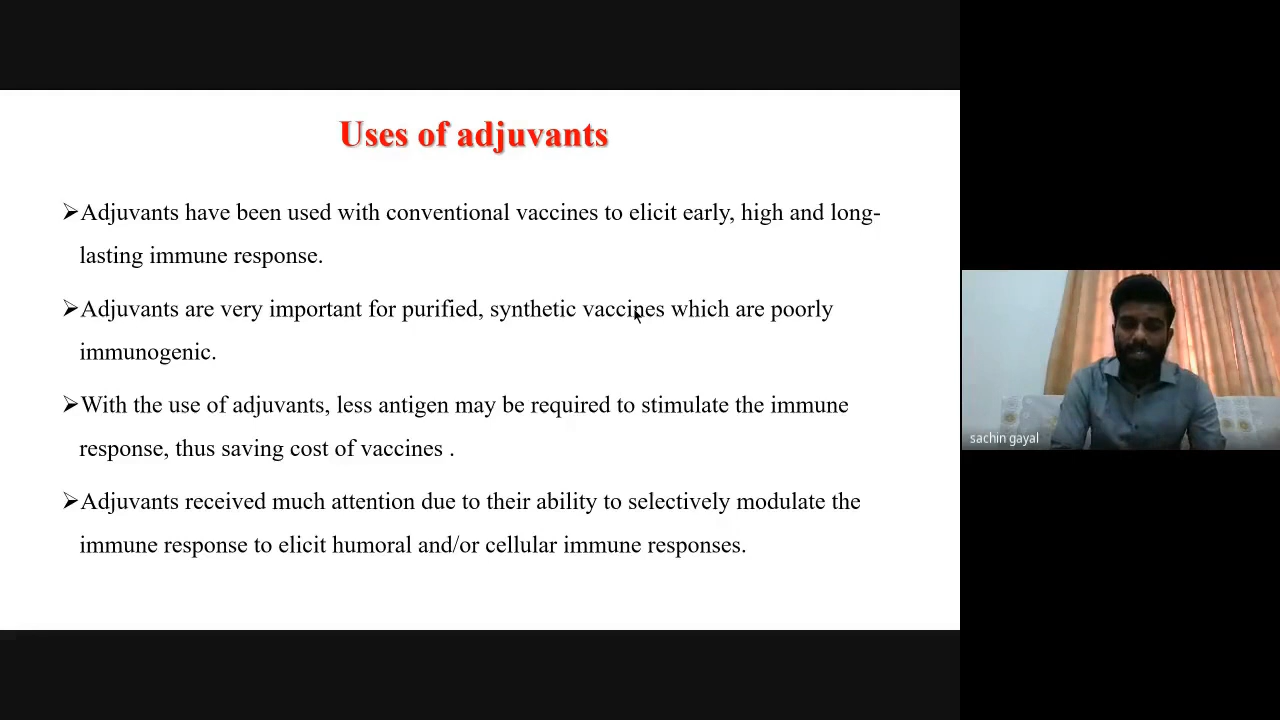 Uses of adjuvants
➢Adjuvants have been used with conventional vaccines to elicit early, high and long-
lasting immune response.
➢Adjuvants are very important for purified, synthetic vaccines which are poorly
immunogenic.
➢With the use of adjuvants, less antigen may be required to stimulate the immune
response, thus saving cost of vaccines .
➢Adjuvants received much attention due to their ability to selectively modulate the
immune response to elicit humoral and/or cellular immune responses.
sachin gayal